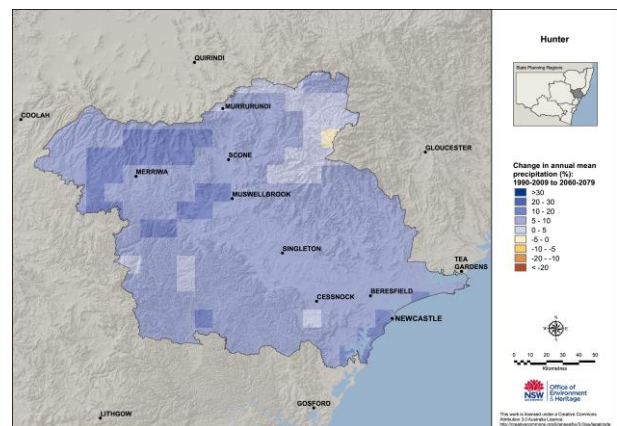 Hunter
State Planning Regions
QUIRINDI
COOLAH
MURRURUNDI
GLOUCESTER
SCONE
MERRIWA
MUSWELLBROOK
SINGLETON
TEA
GARDENS
BERESFIELD
CESSNOCK
NEWCASTLE
GOSFORD
LITHGOW
Change in annual mean
precipitation (%):
1990-2009 to 2060-2079
>30
20 - 30
10 - 20
5 - 10
0 - 5
-5 - 0
-10 - -5
-20 - -10
< -20
0 10 20 30 40 50
Kilometres
NSW
GOVERNMENT
Office of
Environment
& Heritage
This work is licensed under a Creative Commons
Attribution 3.0 Australia Licence.